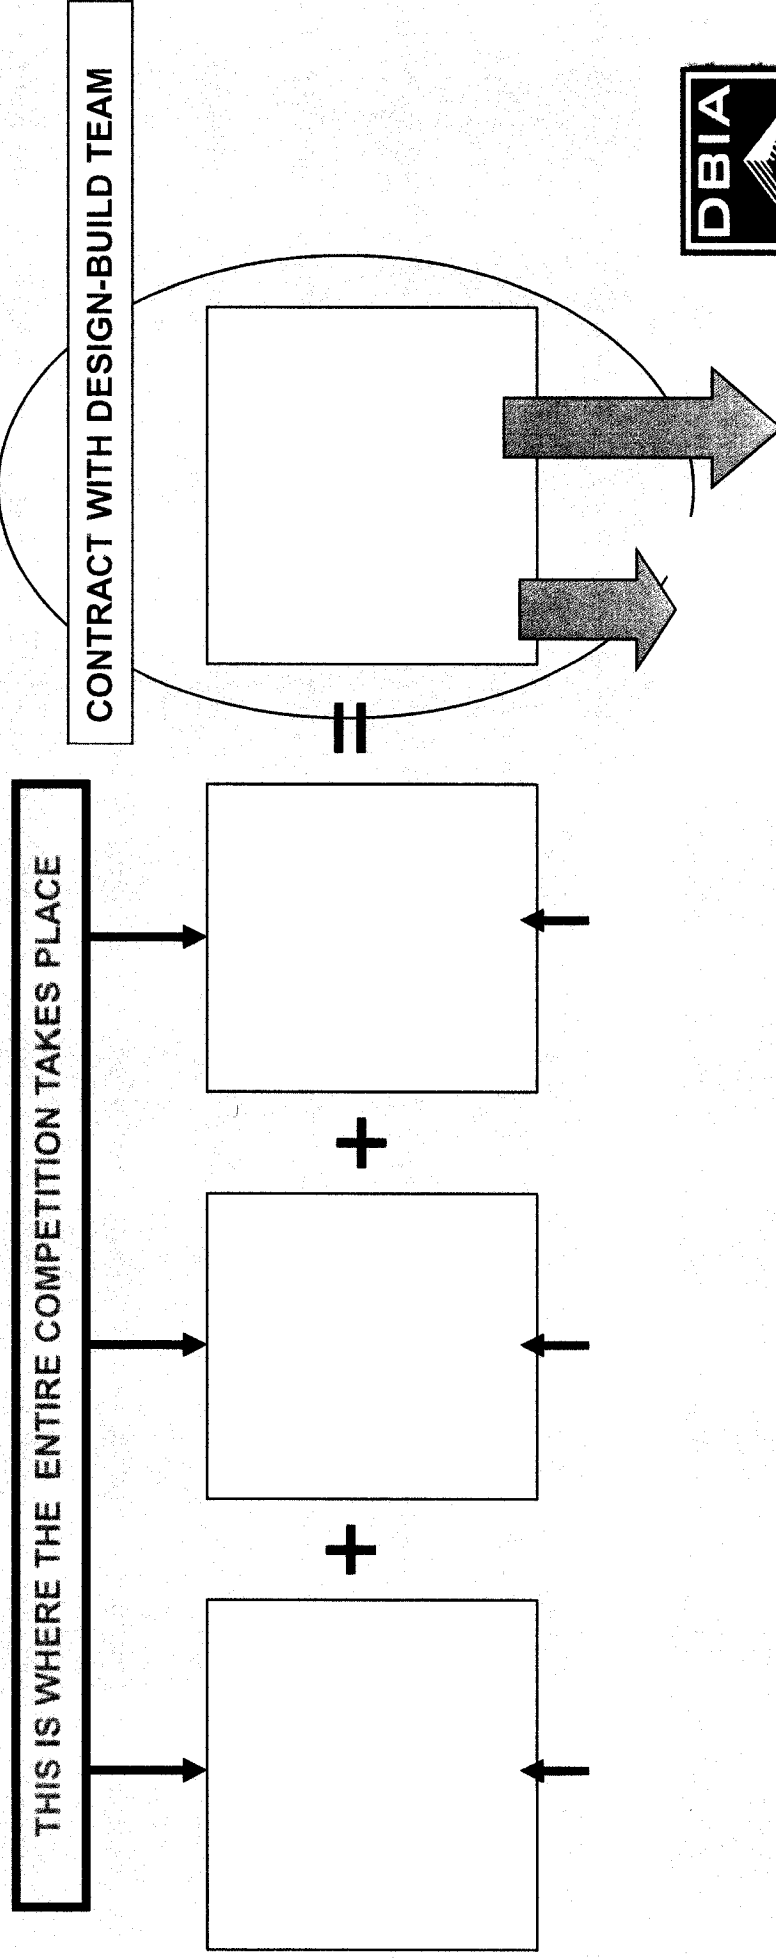 THIS IS WHERE THE ENTIRE COMPETITION TAKES PLACE
CONTRACT WITH DESIGN-BUILD TEAM
+
+
=
DBIA